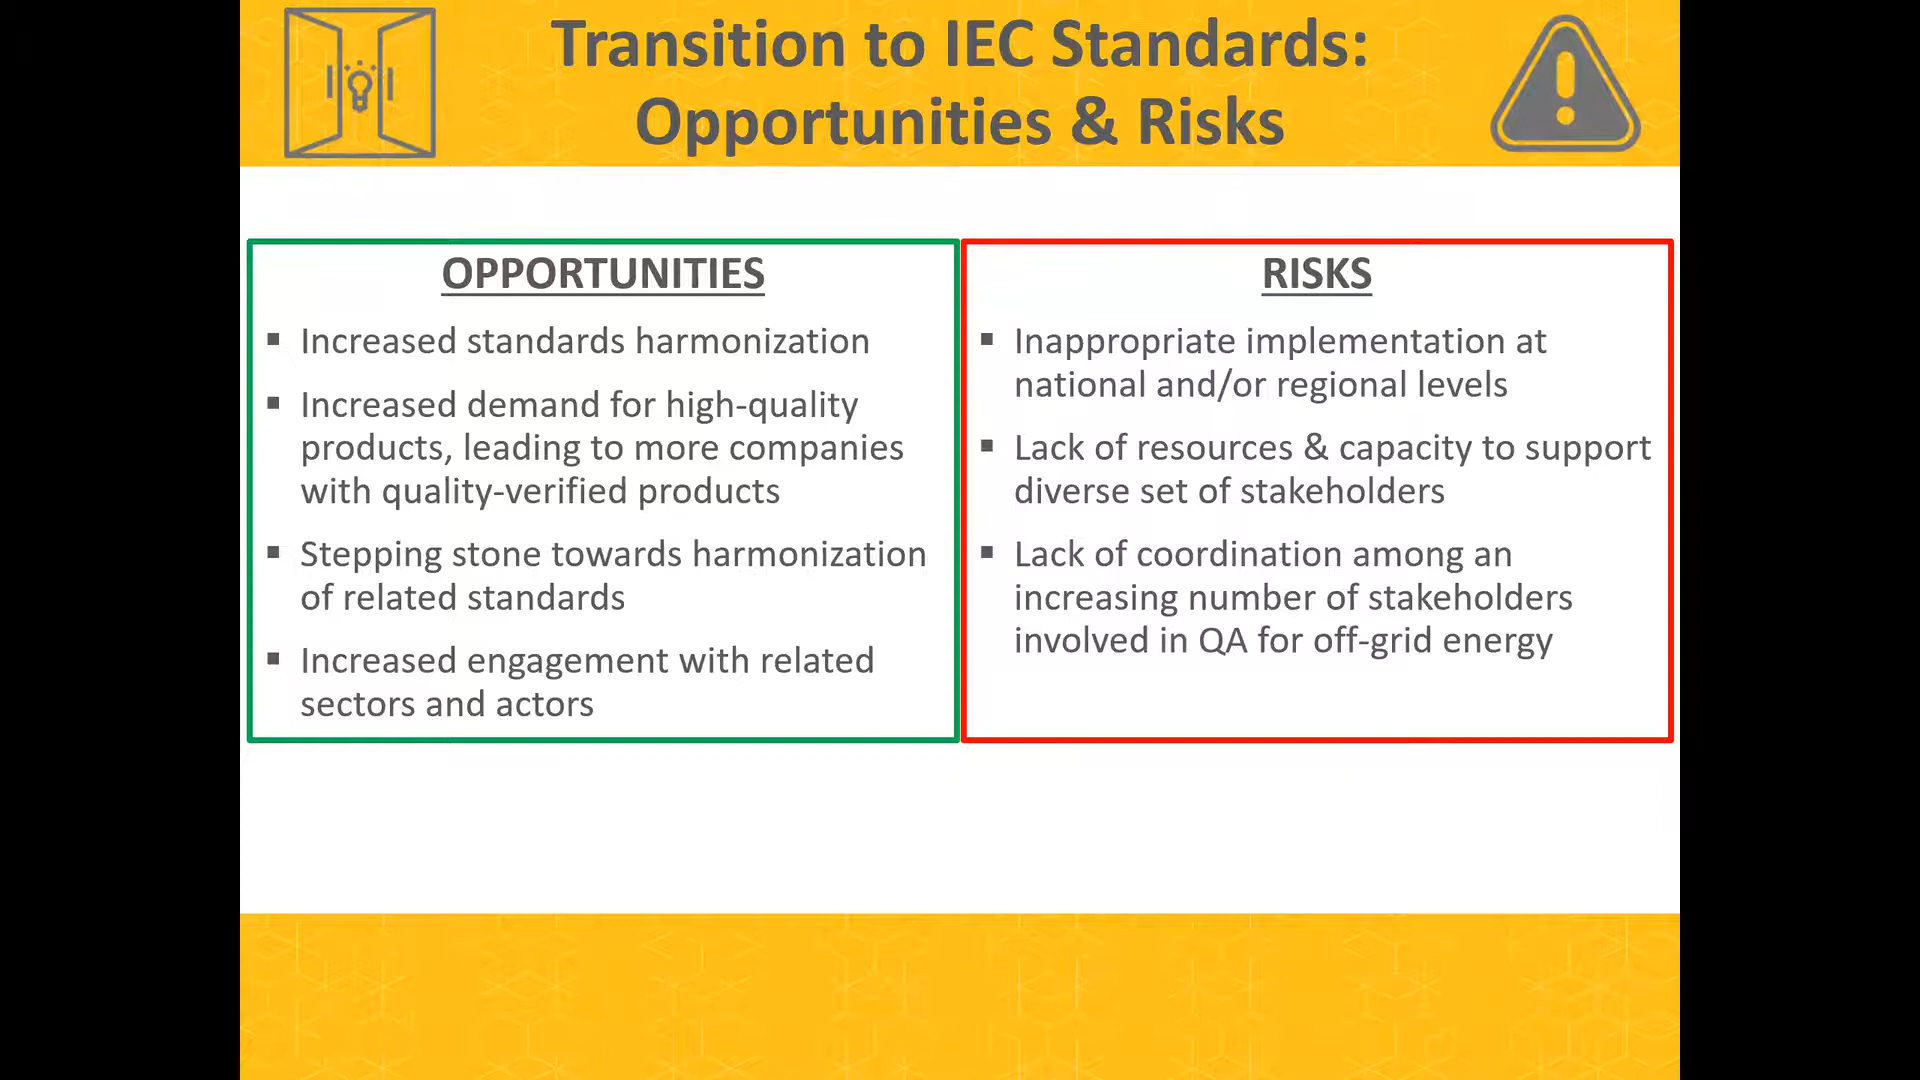 Transition to IEC Standards:
Opportunities & Risks
OPPORTUNITIES
▪ Increased standards harmonization
▪ Increased demand for high-quality
products, leading to more companies
with quality-verified products
▪ Stepping stone towards harmonization
of related standards
▪ Increased engagement with related
sectors and actors
RISKS
▪ Inappropriate implementation at
national and/or regional levels
▪ Lack of resources & capacity to support
diverse set of stakeholders
▪ Lack of coordination among an
increasing number of stakeholders
involved in QA for off-grid energy